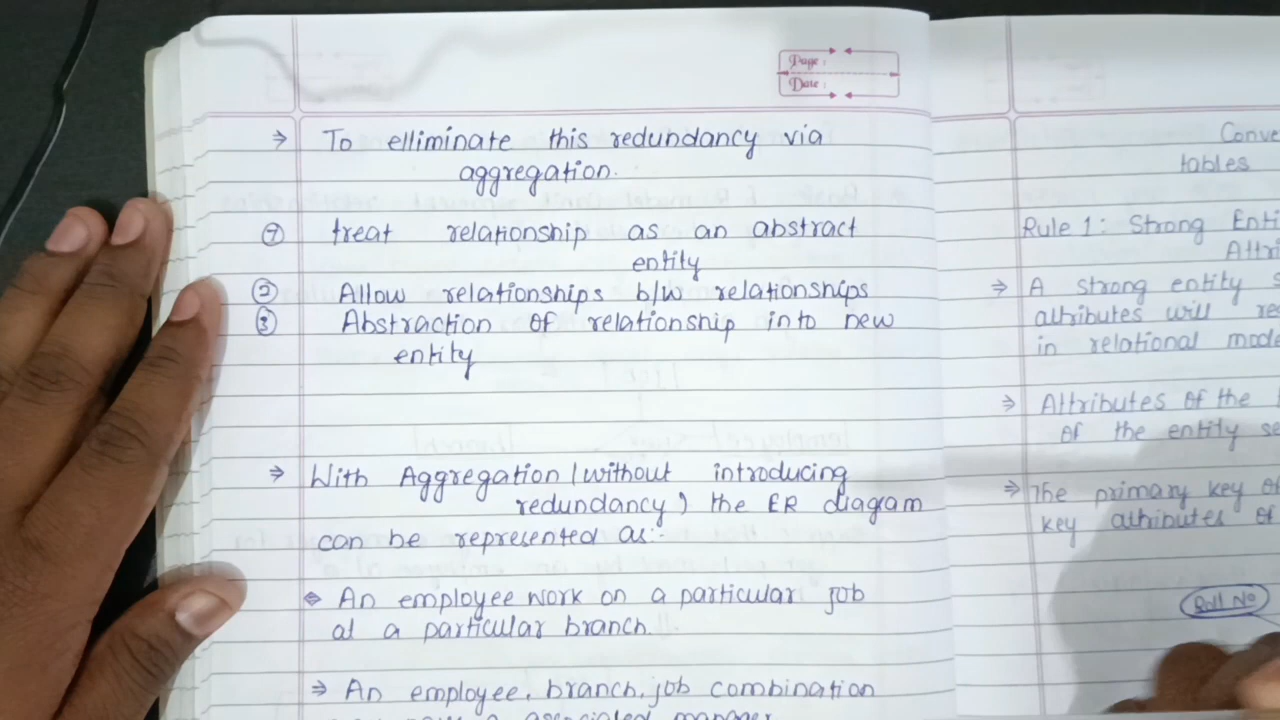 Page :
Date :
→ To elliminate this redundancy via
aggregation.
① treat relationship as an abstract
entity
② Allow relationships b/w relationships
③ Abstraction of relationship into new
entity
→ With Aggregation (without introducing
redundancy) the ER diagram
can be represented as:-
⇒ An employee work on a particular job
at a particular branch.
⇒ An employee, branch, job combination
associated manager
Conve
tables
Rule 1: Strong Enti
Attri
⇒ A strong entity s
attributes will re
in relational mode
⇒ Attributes of the
of the entity se
⇒ The primary key of
key attributes of
Roll No